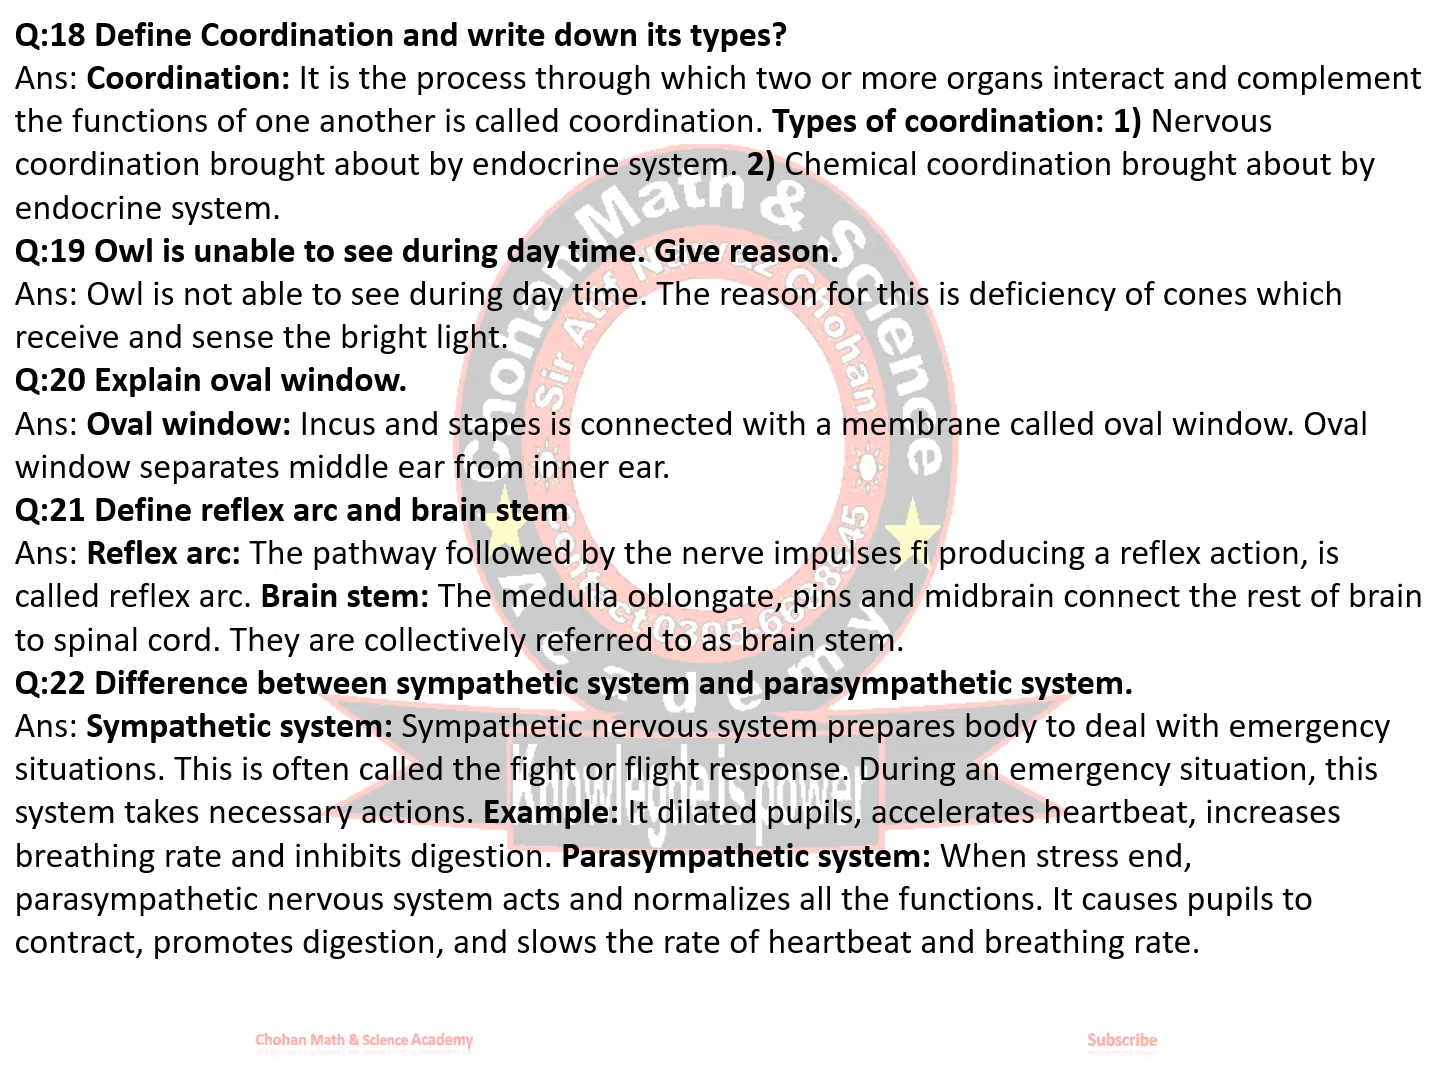 Q:18 Define Coordination and write down its types?
Ans: Coordination: It is the process through which two or more organs interact and complement
the functions of one another is called coordination. Types of coordination: 1) Nervous
coordination brought about by endocrine system. 2) Chemical coordination brought about by
endocrine system.
Q:19 Owl is unable to see during day time. Give reason.
Ans: Owl is not able to see during day time. The reason for this is deficiency of cones which
receive and sense the bright light.
Q:20 Explain oval window.
Ans: Oval window: Incus and stapes is connected with a membrane called oval window. Oval
window separates middle ear from inner ear.
Q:21 Define reflex arc and brain stem
Ans: Reflex arc: The pathway followed by the nerve impulses fi producing a reflex action, is
called reflex arc. Brain stem: The medulla oblongate, pins and midbrain connect the rest of brain
to spinal cord. They are collectively referred to as brain stem.
Q:22 Difference between sympathetic system and parasympathetic system.
Ans: Sympathetic system: Sympathetic nervous system prepares body to deal with emergency
situations. This is often called the fight or flight response. During an emergency situation, this
system takes necessary actions. Example: It dilated pupils, accelerates heartbeat, increases
breathing rate and inhibits digestion. Parasympathetic system: When stress end,
parasympathetic nervous system acts and normalizes all the functions. It causes pupils to
contract, promotes digestion, and slows the rate of heartbeat and breathing rate.
Chohan Math & Science Academy
Sir Atif Nawaz Chohan
Chohan Math & Science Academy
Subscribe